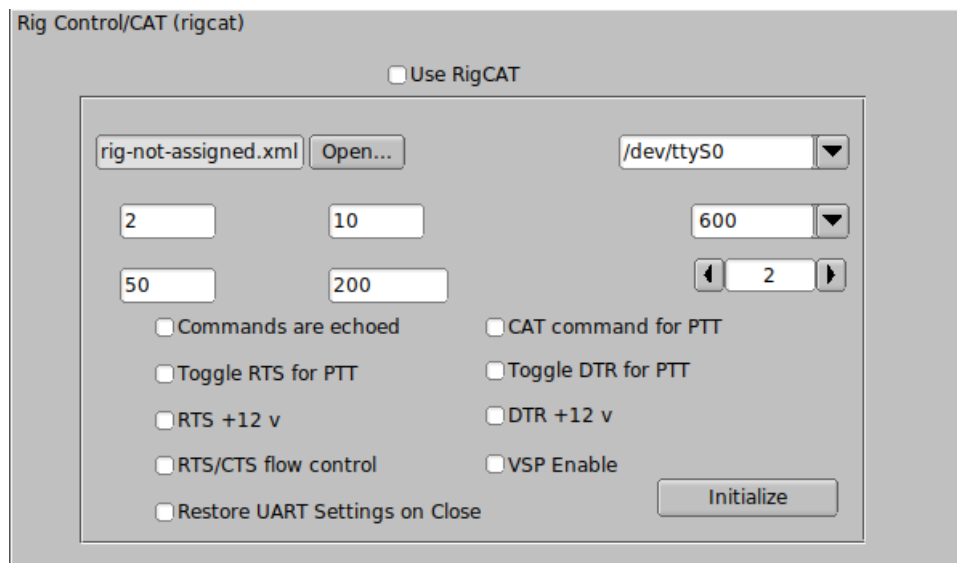 Rig Control/CAT (rigcat)
Use RigCAT
rig-not-assigned.xml Open... /dev/ttyS0
2 10 600
50 200 2
Commands are echoed CAT command for PTT
Toggle RTS for PTT Toggle DTR for PTT
RTS +12 v DTR +12 v
RTS/CTS flow control VSP Enable
Restore UART Settings on Close Initialize